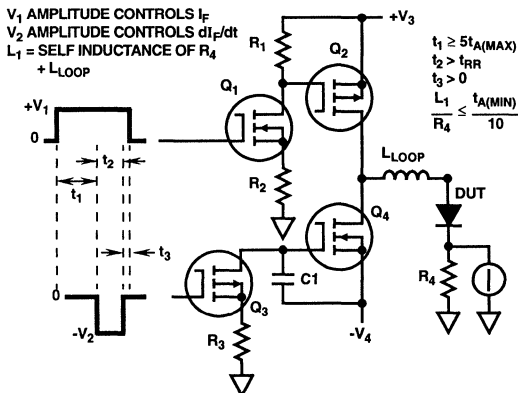 V1 AMPLITUDE CONTROLS IF
V2 AMPLITUDE CONTROLS dIF/dt
L1 = SELF INDUCTANCE OF R4
+ LLOOP
+V3
R1
Q2
t1 ≥ 5tA(MAX)
t2 > tRR
t3 > 0
L1/R4 ≤ tA(MIN)/10
Q1
+V1
0
t2
t1
R2
LLOOP
DUT
Q4
t3
0
-V2
Q3
C1
R4
R3
-V4